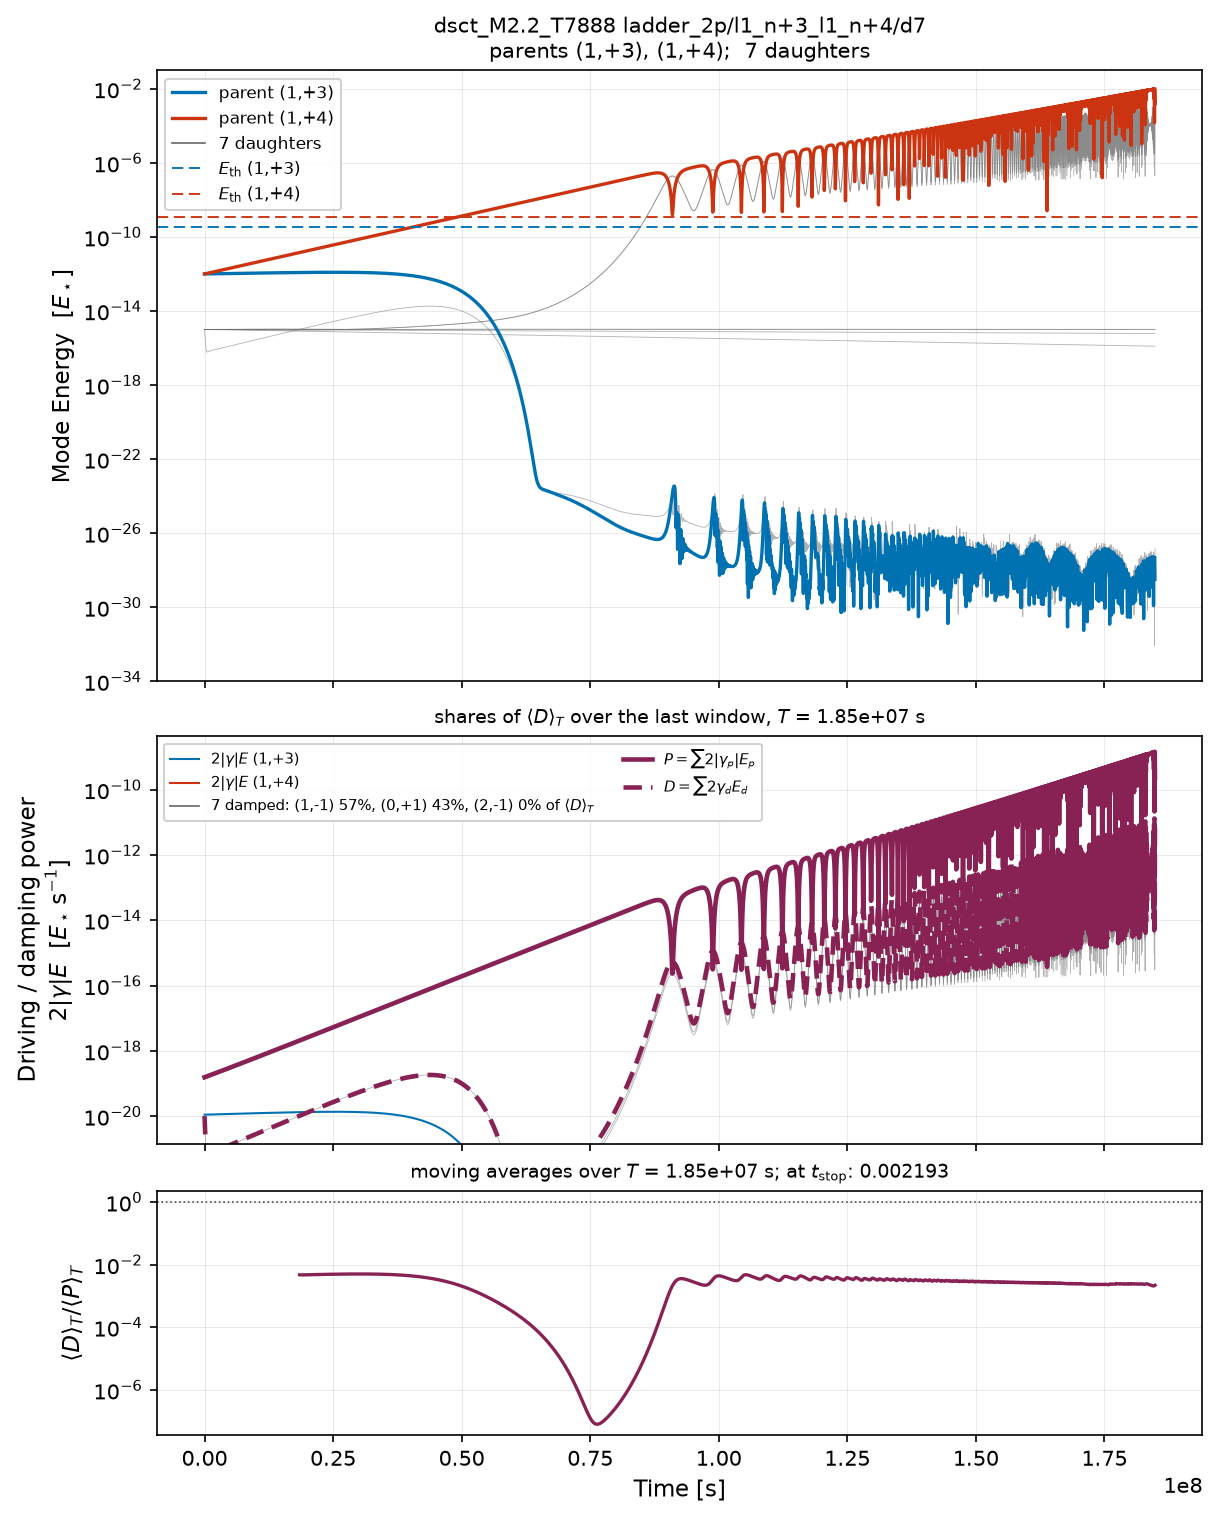 dsct_M2.2_T7888 ladder_2p/l1_n+3_l1_n+4/d7
parents (1,+3), (1,+4);  7 daughters
parent (1,+3)
parent (1,+4)
7 daughters
E_th (1,+3)
E_th (1,+4)
Mode Energy [E_⋆]
10^-2
10^-6
10^-10
10^-14
10^-18
10^-22
10^-26
10^-30
10^-34
shares of ⟨D⟩_T over the last window, T = 1.85e+07 s
2|γ|E (1,+3)
2|γ|E (1,+4)
7 damped: (1,-1) 57%, (0,+1) 43%, (2,-1) 0% of ⟨D⟩_T
P = ∑2|γ_p|E_p
D = ∑2γ_dE_d
Driving / damping power
2|γ|E [E_⋆ s^-1]
10^-10
10^-12
10^-14
10^-16
10^-18
10^-20
moving averages over T = 1.85e+07 s; at t_stop: 0.002193
⟨D⟩_T/⟨P⟩_T
10^0
10^-2
10^-4
10^-6
0.00 0.25 0.50 0.75 1.00 1.25 1.50 1.75
Time [s]
1e8